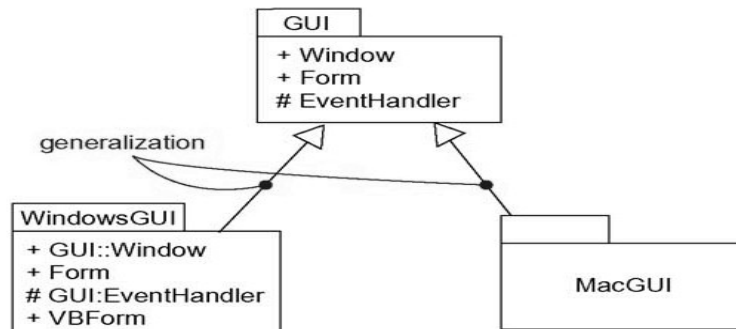 GUI
+ Window
+ Form
# EventHandler
generalization
WindowsGUI
+ GUI::Window
+ Form
# GUI:EventHandler
+ VBForm
MacGUI